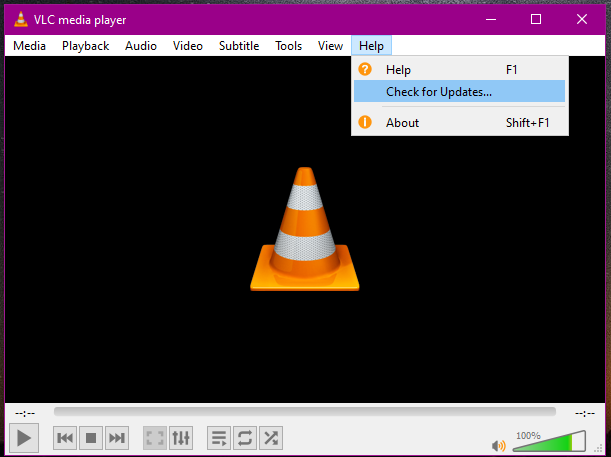 VLC media player
Media Playback Audio Video Subtitle Tools View Help
Help F1
Check for Updates...
About Shift+F1
--:-- --:--
100%